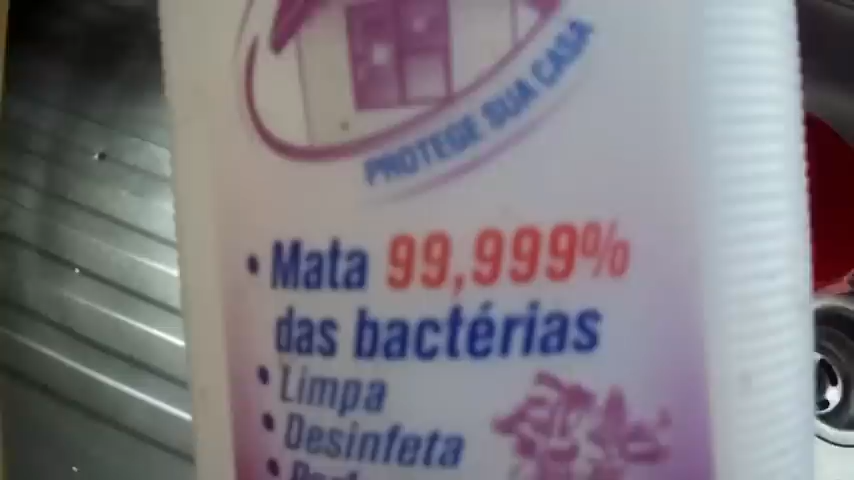 PROTEGE SUA CASA
• Mata 99,999%
das bactérias
• Limpa
• Desinfeta